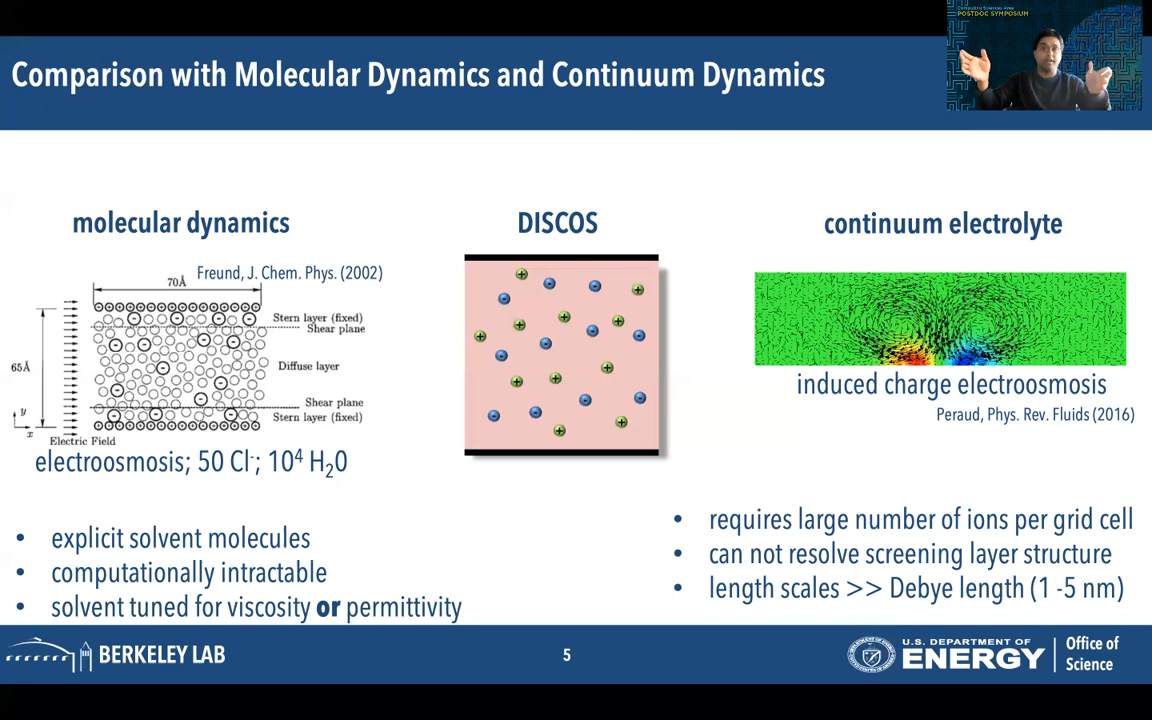 Computing Sciences Area
POSTDOC SYMPOSIUM
Comparison with Molecular Dynamics and Continuum Dynamics
molecular dynamics
Freund, J. Chem. Phys. (2002)
70Å
Stern layer (fixed)
Shear plane
65Å
Diffuse layer
Shear plane
Stern layer (fixed)
y
x
Electric Field
electroosmosis; 50 Cl⁻; 10⁴ H₂0
• explicit solvent molecules
• computationally intractable
• solvent tuned for viscosity or permittivity
DISCOS
continuum electrolyte
induced charge electroosmosis
Peraud, Phys. Rev. Fluids (2016)
• requires large number of ions per grid cell
• can not resolve screening layer structure
• length scales >> Debye length (1 -5 nm)
BERKELEY LAB
5
U.S. DEPARTMENT OF
ENERGY
Office of
Science